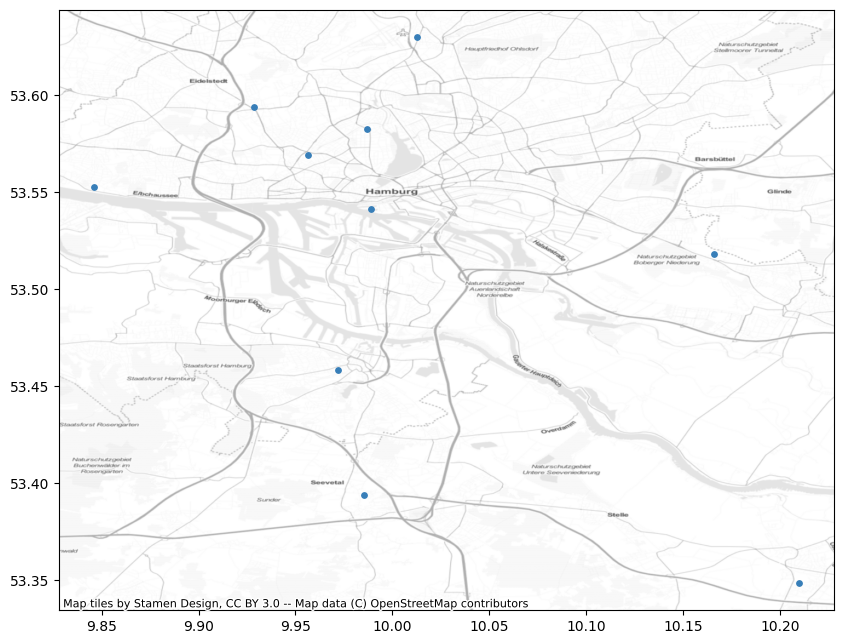 Hauptfriedhof Ohlsdorf
Naturschutzgebiet
Stellmoorer Tunneltal
Eidelstedt
53.60
Barsbüttel
53.55
Elbchaussee
Hamburg
Glinde
Halskestraße
Naturschutzgebiet
Boberger Niederung
53.50
Naturschutzgebiet
Auenlandschaft
Norderelbe
Moorburger Elbdeich
Staatsforst Hamburg
Staatsforst Hamburg
53.45
Staatsforst Rosengarten
Overdamm
Naturschutzgebiet
Buchenwälder im
Rosengarten
Naturschutzgebiet
Untere Seeveniederung
Seevetal
53.40
Sunder
Stelle
53.35
Map tiles by Stamen Design, CC BY 3.0 -- Map data (C) OpenStreetMap contributors
9.85 9.90 9.95 10.00 10.05 10.10 10.15 10.20